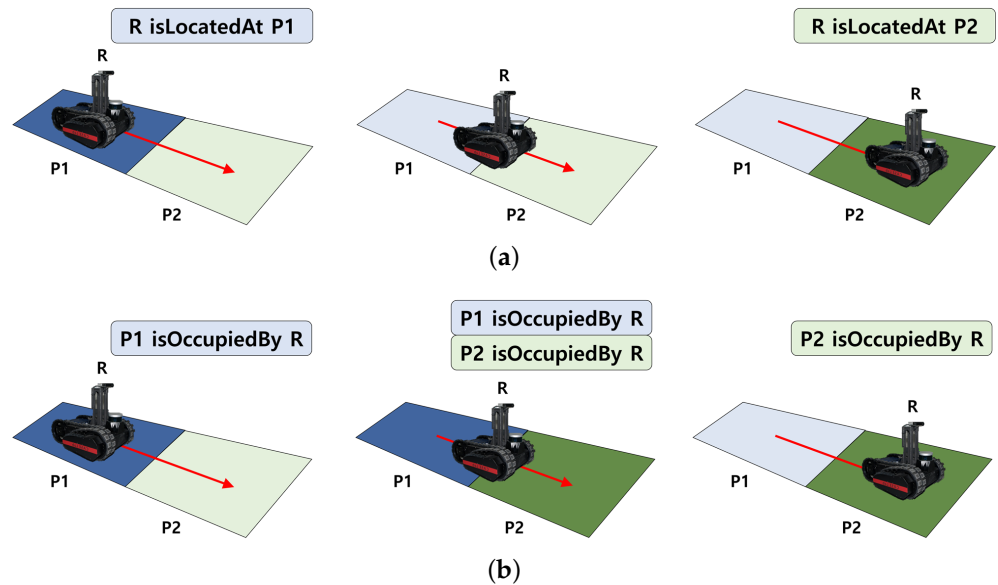 R isLocatedAt P1
R isLocatedAt P2
R
R
R
P1
P2
P1
P2
P1
P2
(a)
P1 isOccupiedBy R
P1 isOccupiedBy R
P2 isOccupiedBy R
P2 isOccupiedBy R
R
R
R
P1
P2
P1
P2
P1
P2
(b)